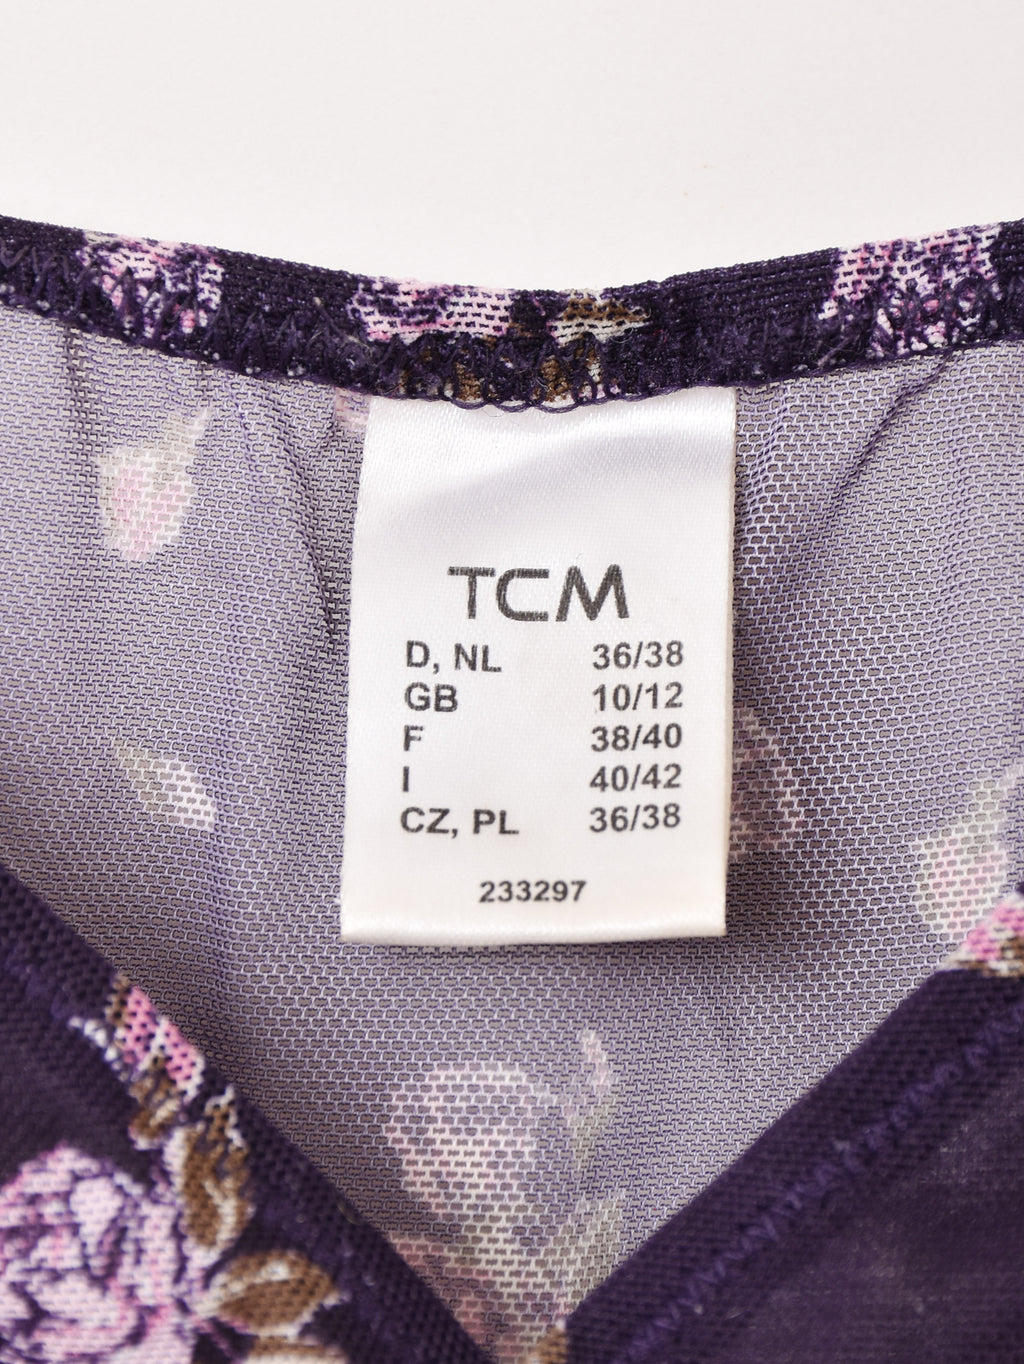 TCM
D, NL 36/38
GB 10/12
F 38/40
I 40/42
CZ, PL 36/38
233297